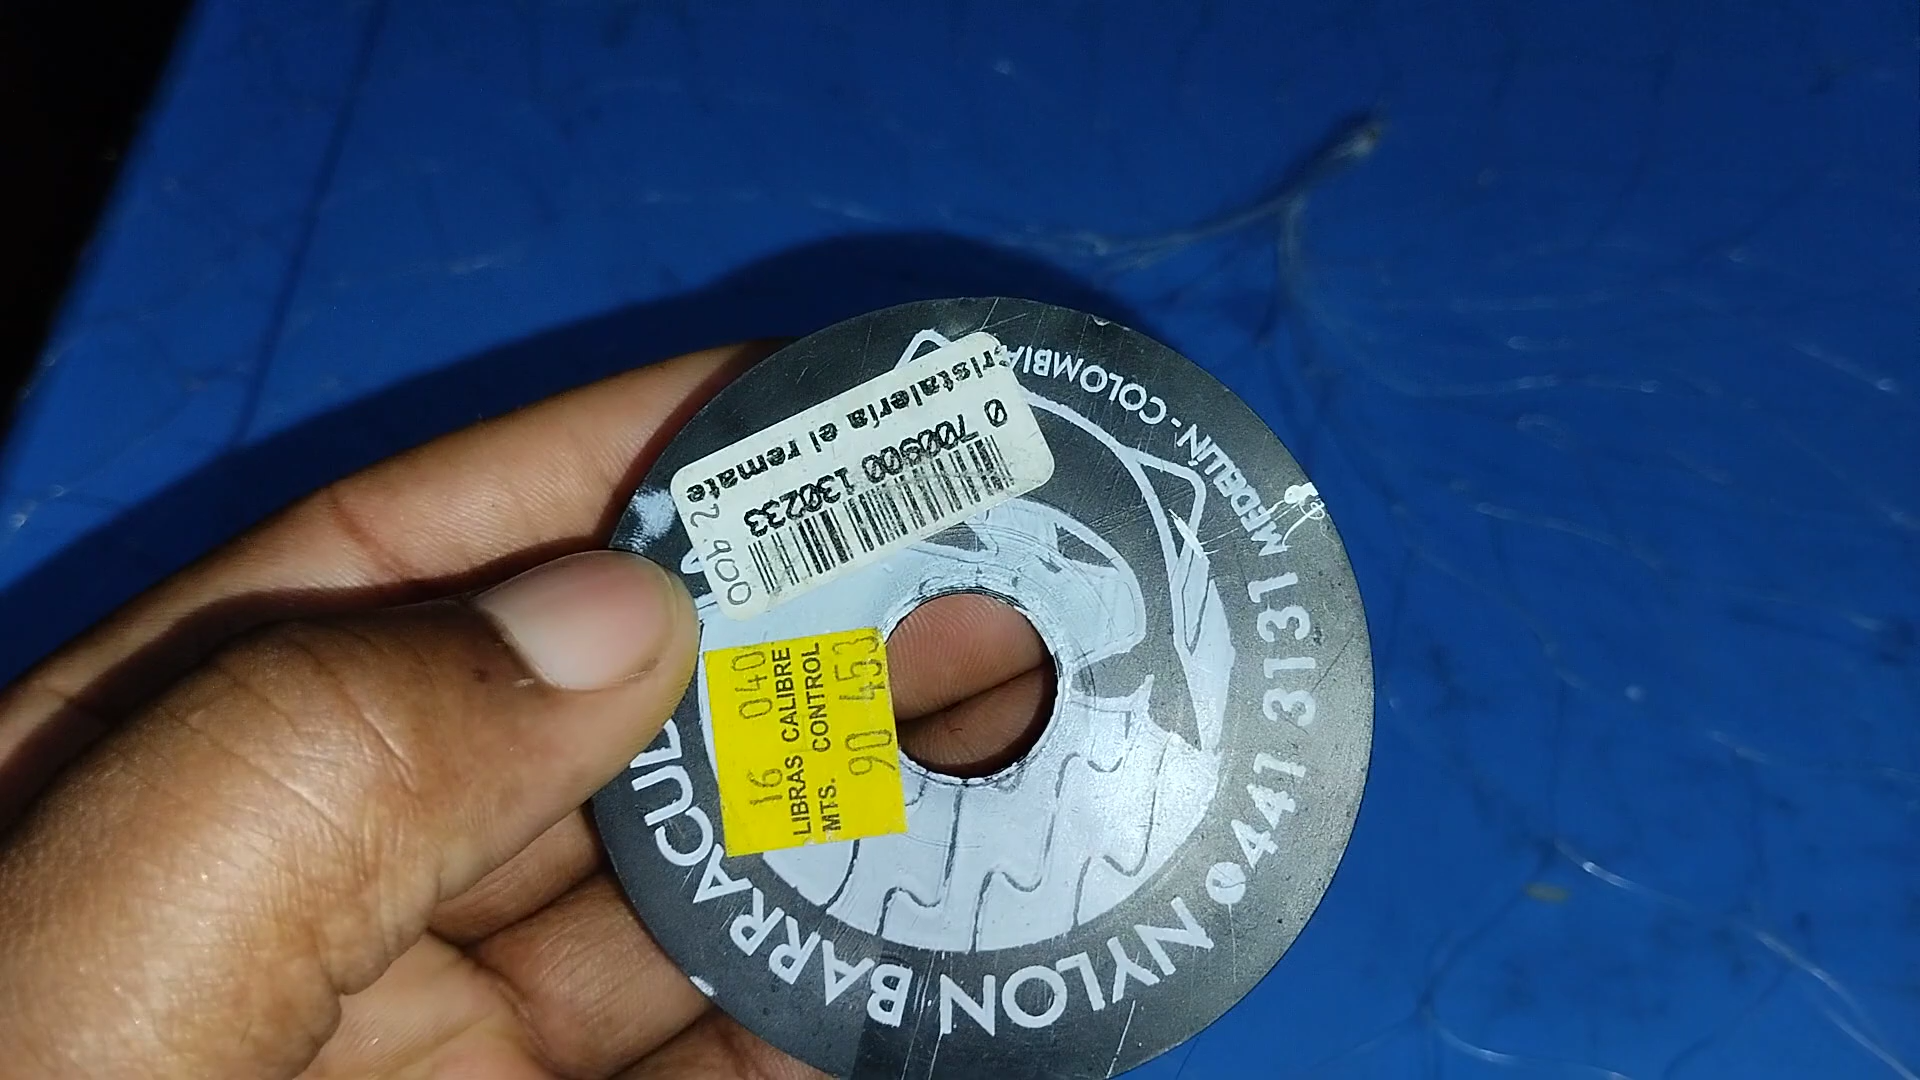 cristalería el remate
0 700900 130233
NYLON BARRACUD
441 3131 MEDELLÍN - COLOMBIA
16 040
LIBRAS CALIBRE
MTS. CONTROL
90 453